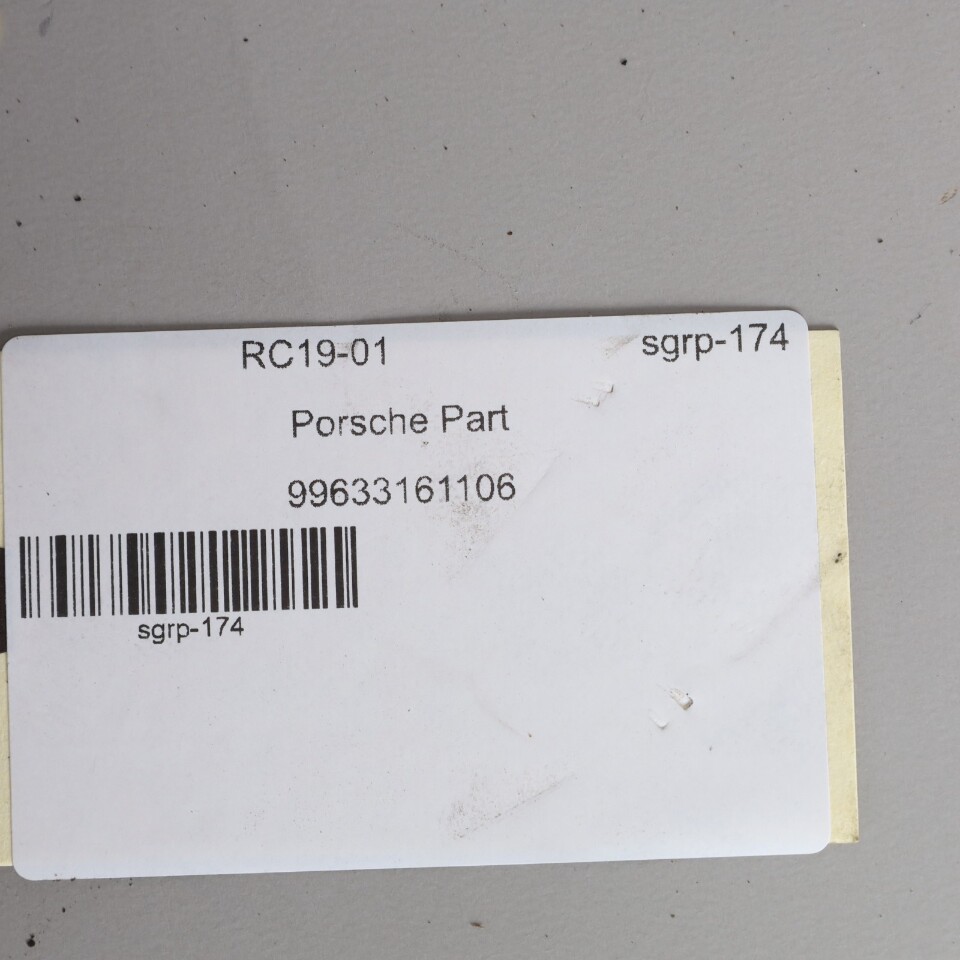 RC19-01 sgrp-174
Porsche Part
99633161106
sgrp-174